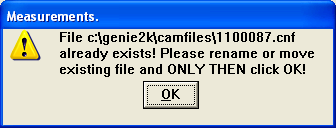 Measurements.
File c:\genie2k\camfiles\1100087.cnf
already exists! Please rename or move
existing file and ONLY THEN click OK!
OK